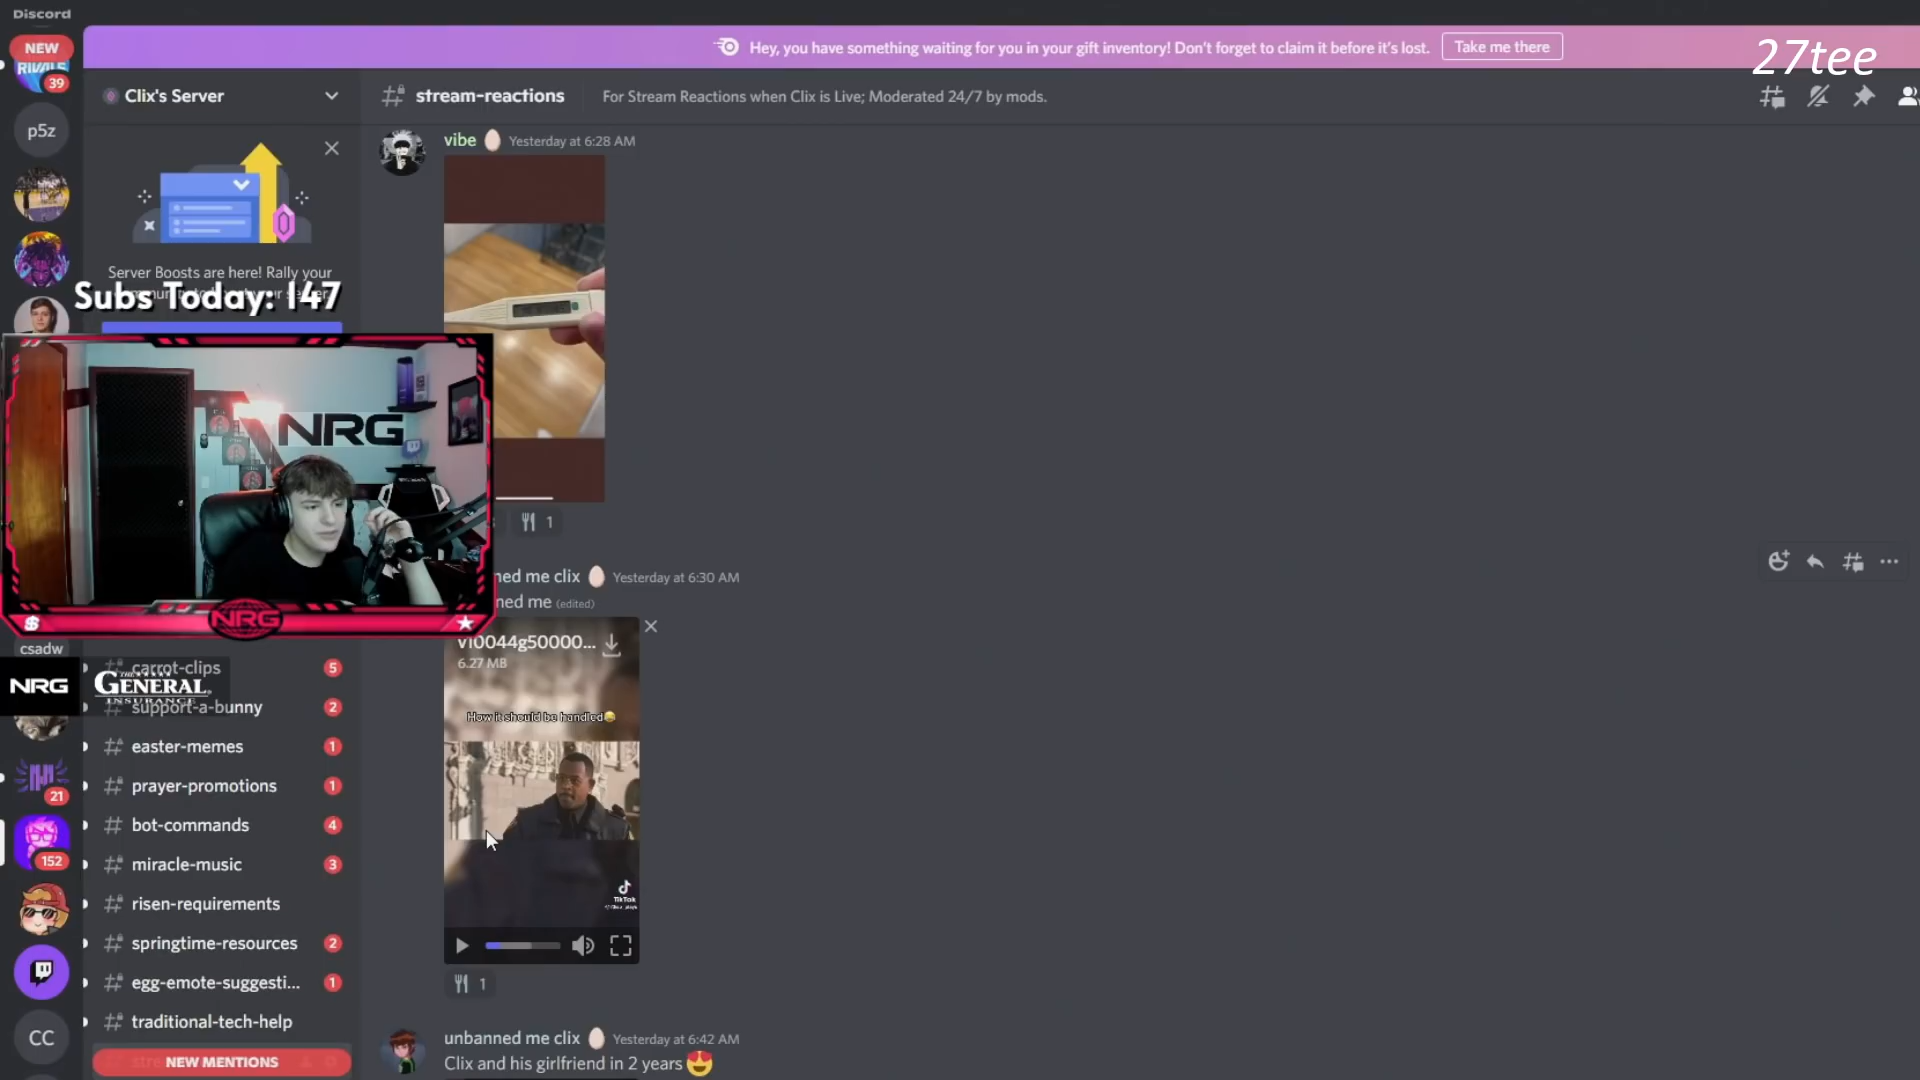 Discord
NEW
RIVALS
39
Hey, you have something waiting for you in your gift inventory! Don't forget to claim it before it's lost.
Take me there
27tee
Clix's Server
stream-reactions
For Stream Reactions when Clix is Live; Moderated 24/7 by mods.
p5z
vibe
Yesterday at 6:28 AM
Server Boosts are here! Rally your
Subs Today: 147
NRG
1
ned me clix
Yesterday at 6:30 AM
ned me (edited)
NRG
csadw
v10044g50000...
6.27 MB
carrot-clips
5
NRG
THE GENERAL
INSURANCE
support-a-bunny
2
How it should be handled
easter-memes
1
prayer-promotions
1
21
bot-commands
4
152
miracle-music
3
TikTok
risen-requirements
springtime-resources
2
egg-emote-suggesti...
1
1
traditional-tech-help
CC
unbanned me clix
Yesterday at 6:42 AM
NEW MENTIONS
Clix and his girlfriend in 2 years 😍